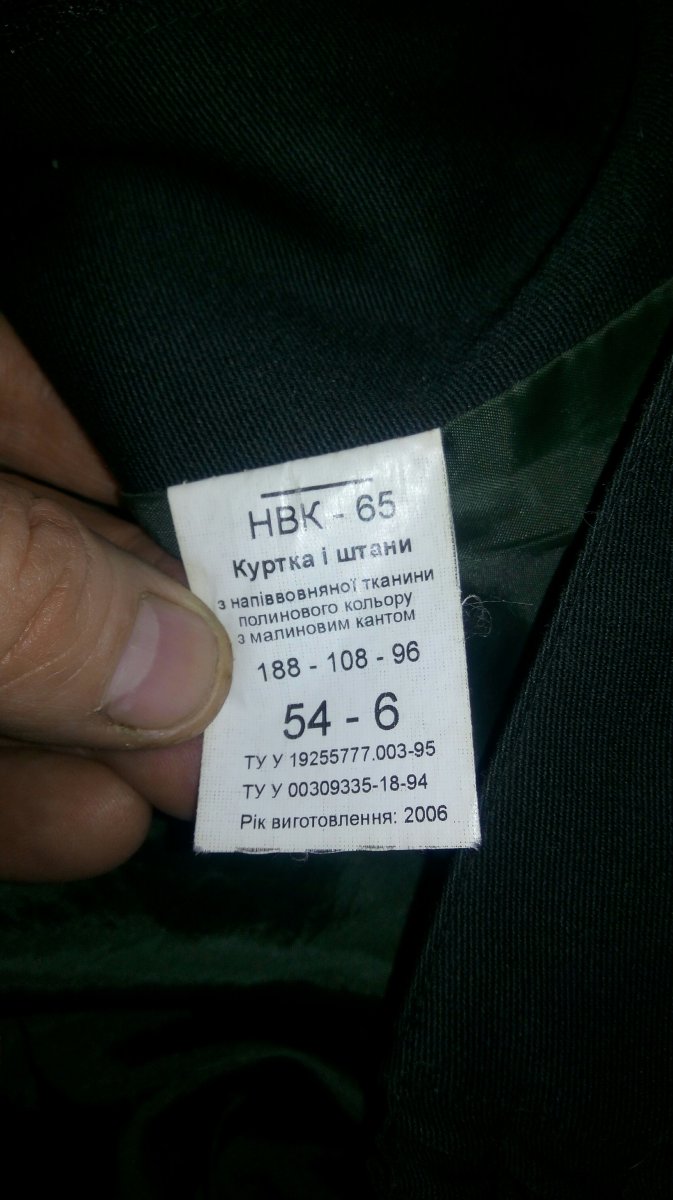 НВК - 65
Куртка і штани
з напіввовняної тканини
полинового кольору
з малиновим кантом
188 - 108 - 96
54 - 6
ТУ У 19255777.003-95
ТУ У 00309335-18-94
Рік виготовлення: 2006